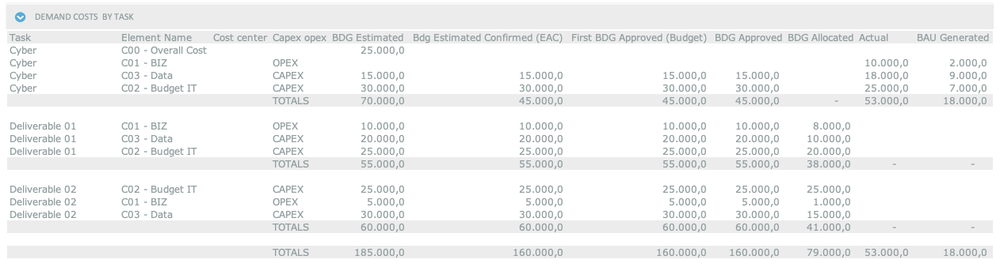 DEMAND COSTS BY TASK
Task Element Name Cost center Capex opex BDG Estimated Bdg Estimated Confirmed (EAC) First BDG Approved (Budget) BDG Approved BDG Allocated Actual BAU Generated
Cyber C00 - Overall Cost 25.000,0
Cyber C01 - BIZ OPEX 10.000,0 2.000,0
Cyber C03 - Data CAPEX 15.000,0 15.000,0 15.000,0 15.000,0 18.000,0 9.000,0
Cyber C02 - Budget IT CAPEX 30.000,0 30.000,0 30.000,0 30.000,0 25.000,0 7.000,0
TOTALS 70.000,0 45.000,0 45.000,0 45.000,0 - 53.000,0 18.000,0
Deliverable 01 C01 - BIZ OPEX 10.000,0 10.000,0 10.000,0 10.000,0 8.000,0
Deliverable 01 C03 - Data CAPEX 20.000,0 20.000,0 20.000,0 20.000,0 10.000,0
Deliverable 01 C02 - Budget IT CAPEX 25.000,0 25.000,0 25.000,0 25.000,0 20.000,0
TOTALS 55.000,0 55.000,0 55.000,0 55.000,0 38.000,0 - -
Deliverable 02 C02 - Budget IT CAPEX 25.000,0 25.000,0 25.000,0 25.000,0 25.000,0
Deliverable 02 C01 - BIZ OPEX 5.000,0 5.000,0 5.000,0 5.000,0 1.000,0
Deliverable 02 C03 - Data CAPEX 30.000,0 30.000,0 30.000,0 30.000,0 15.000,0
TOTALS 60.000,0 60.000,0 60.000,0 60.000,0 41.000,0 - -
TOTALS 185.000,0 160.000,0 160.000,0 160.000,0 79.000,0 53.000,0 18.000,0